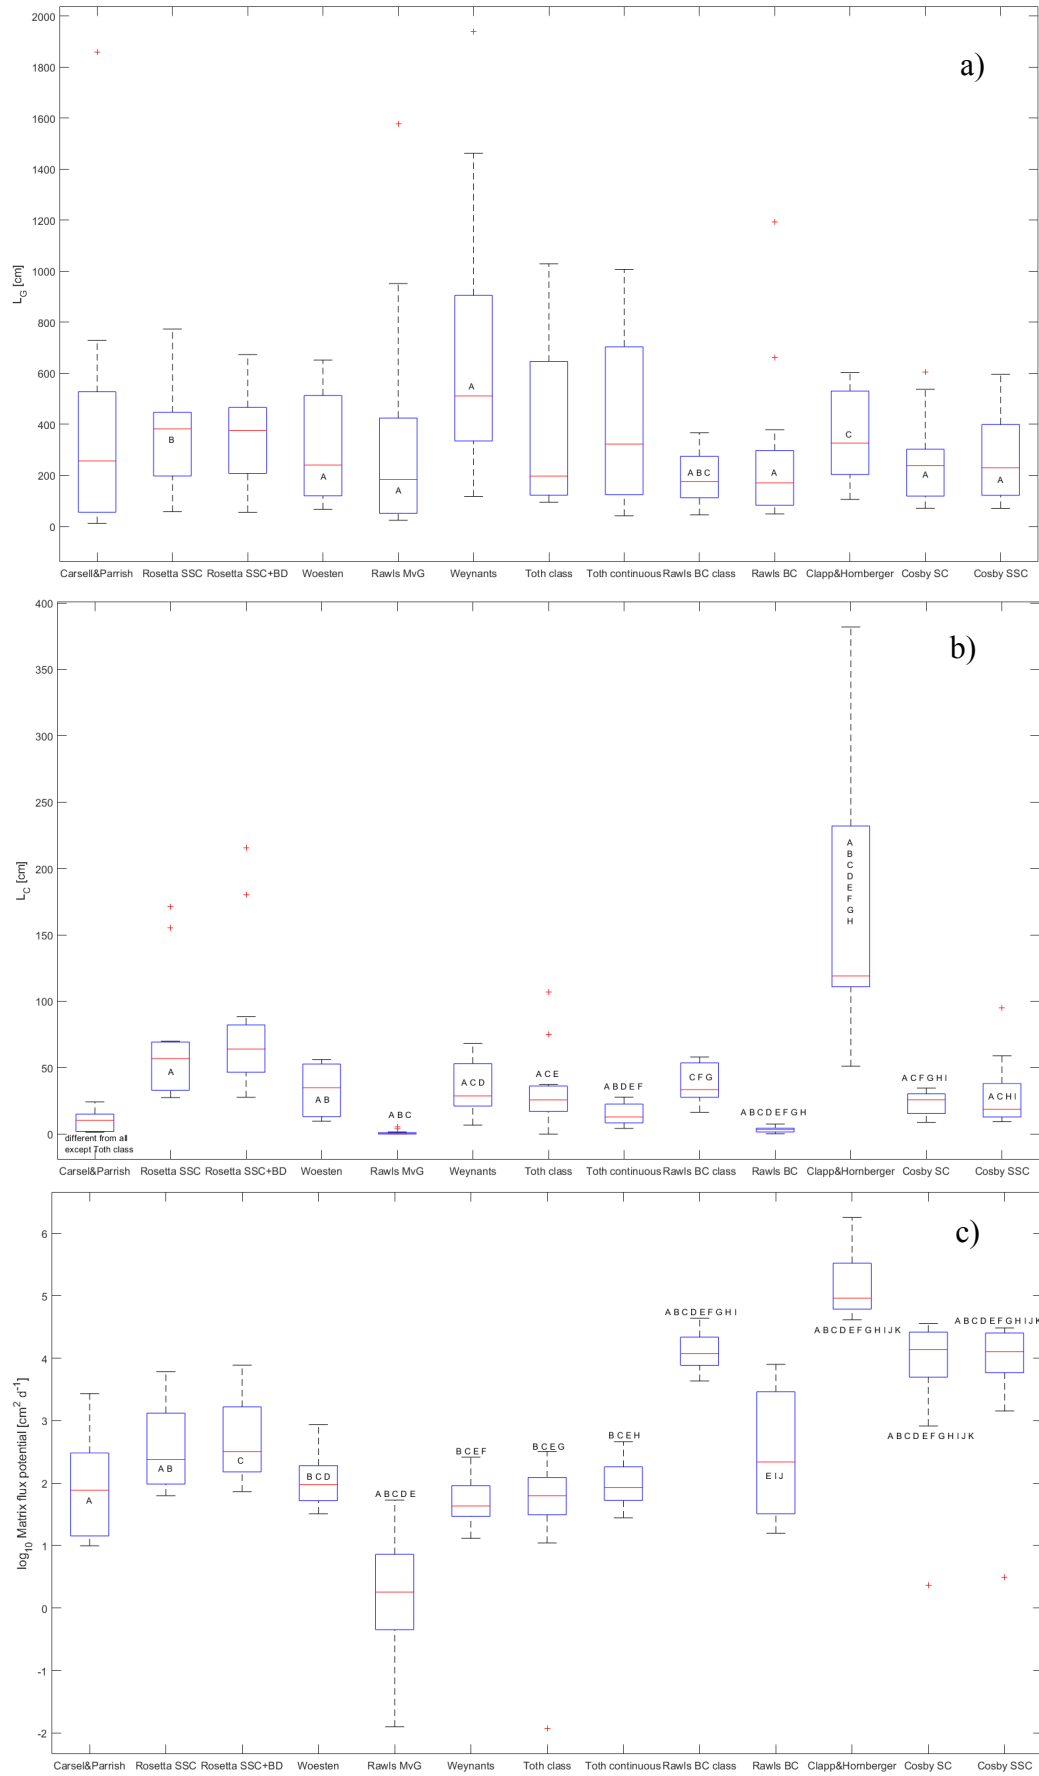 a)
2000
1800
1600
1400
1200
1000
800
600
400
200
0
L_G [cm]
B
A
A
A
A B C
A
C
A
A
Carsell&Parrish Rosetta SSC Rosetta SSC+BD Woesten Rawls MvG Weynants Toth class Toth continuous Rawls BC class Rawls BC Clapp&Hornberger Cosby SC Cosby SSC
b)
400
350
300
250
200
150
100
50
0
L_C [cm]
different from all
except Toth class
A
A B
A B C
A C D
A C E
A B D E F
C F G
A B C D E F G H
A
B
C
D
E
F
G
H
A C F G H I
A C H I
Carsell&Parrish Rosetta SSC Rosetta SSC+BD Woesten Rawls MvG Weynants Toth class Toth continuous Rawls BC class Rawls BC Clapp&Hornberger Cosby SC Cosby SSC
c)
6
5
4
3
2
1
0
-1
-2
log10 Matrix flux potential [cm² d⁻¹]
A
A B
C
B C D
A B C D E
B C E F
B C E G
B C E H
A B C D E F G H I
E I J
A B C D E F G H I J K
A B C D E F G H I J K
A B C D E F G H I J K
Carsell&Parrish Rosetta SSC Rosetta SSC+BD Woesten Rawls MvG Weynants Toth class Toth continuous Rawls BC class Rawls BC Clapp&Hornberger Cosby SC Cosby SSC